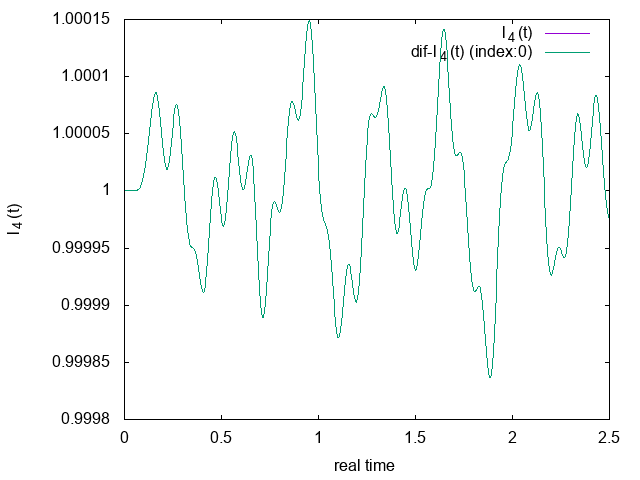 1.00015
1.0001
1.00005
1
0.99995
0.9999
0.99985
0.9998
0 0.5 1 1.5 2 2.5
real time
I4(t)
I4(t)
dif-I4(t) (index:0)